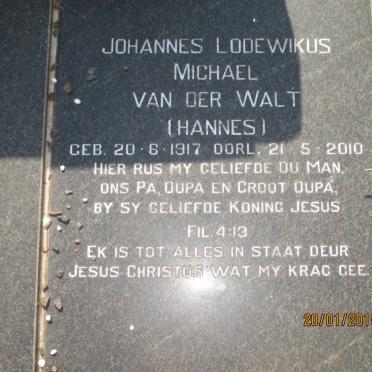 JOHANNES LODEWIKUS
MICHAEL
VAN DER WALT
(HANNES)
GEB. 20-6-1917 OORL. 21-5-2010
HIER RUS MY GELIEFDE OU MAN,
ONS PA, OUPA EN GROOT OUPA,
BY SY GELIEFDE KONING JESUS
FIL. 4:13
EK IS TOT ALLES IN STAAT DEUR
JESUS CHRISTUS WAT MY KRAG GEE.
20/01/201